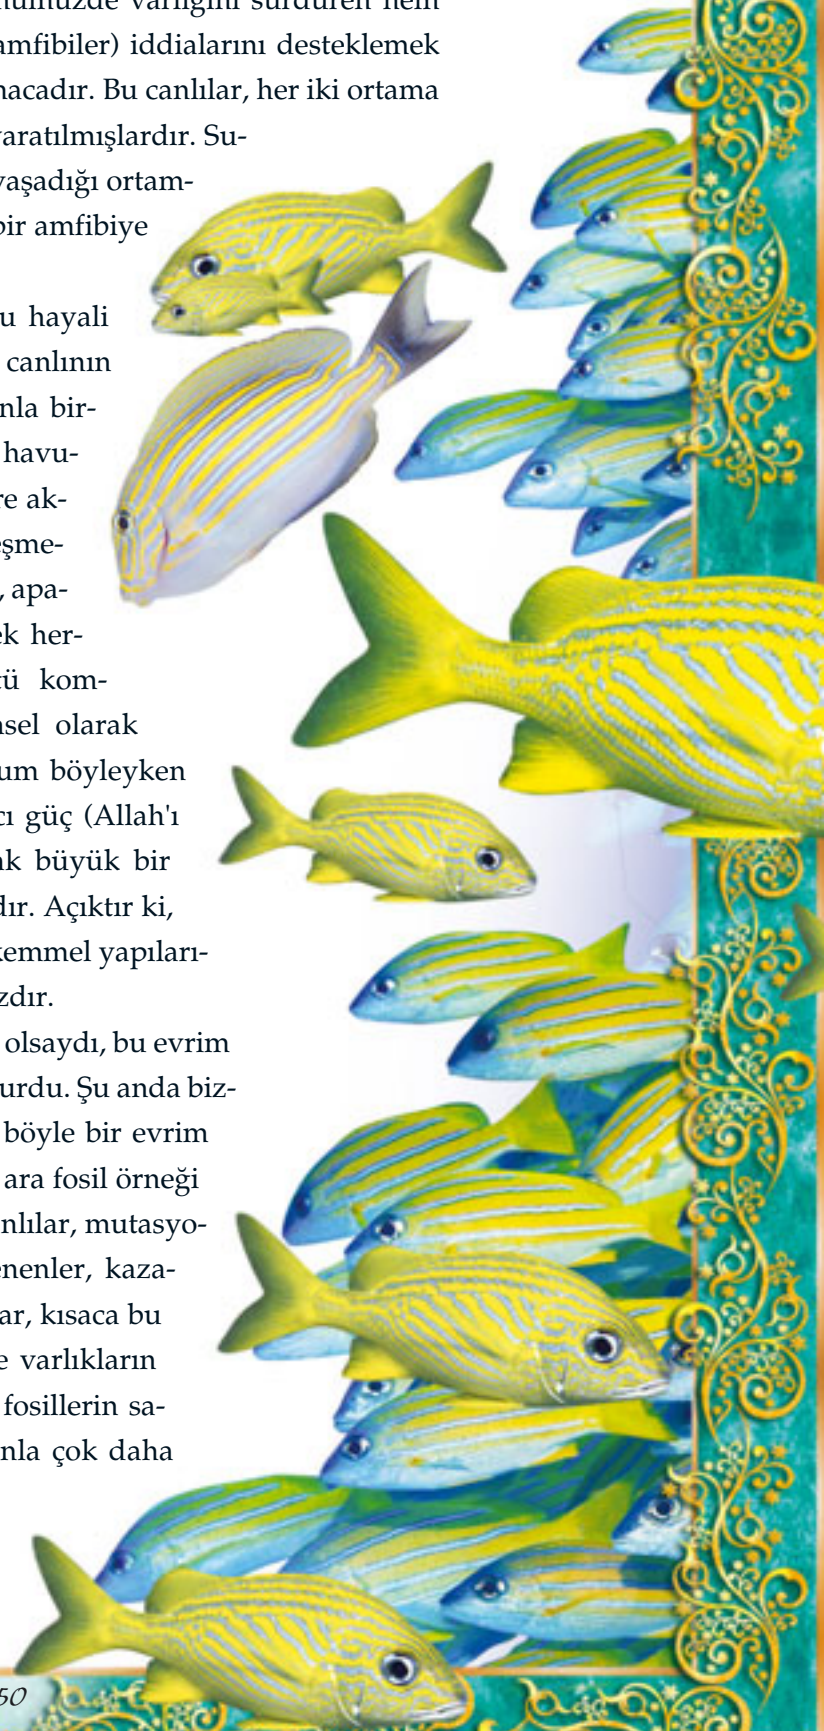 amfibiler) iddialarını desteklemek
macadır. Bu canlılar, her iki ortama
yaratılmışlardır. Su-
yaşadığı ortam-
bir amfibiye
u hayali
canlının
nla bir-
havu-
re ak-
eşme-
, apa-
ek her-
tü kom-
nsel olarak
um böyleyken
cı güç (Allah'ı
ak büyük bir
dır. Açıktır ki,
kemmel yapıları-
zdır.
olsaydı, bu evrim
urdu. Şu anda biz-
böyle bir evrim
ara fosil örneği
nlılar, mutasyo-
enenler, kaza-
ar, kısaca bu
e varlıkların
fosillerin sa-
nla çok daha
50